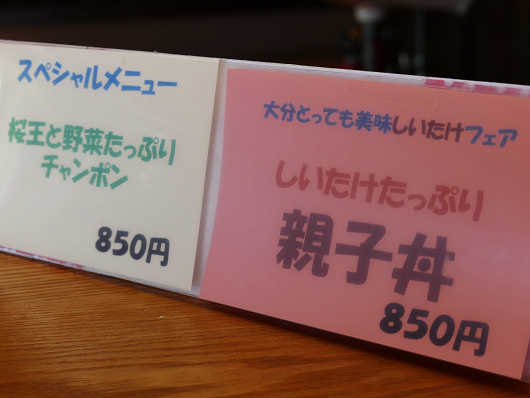 スペシャルメニュー
桜王と野菜たっぷり
チャンポン
850円
大分とっても美味しいたけフェア
しいたけたっぷり
親子丼
850円